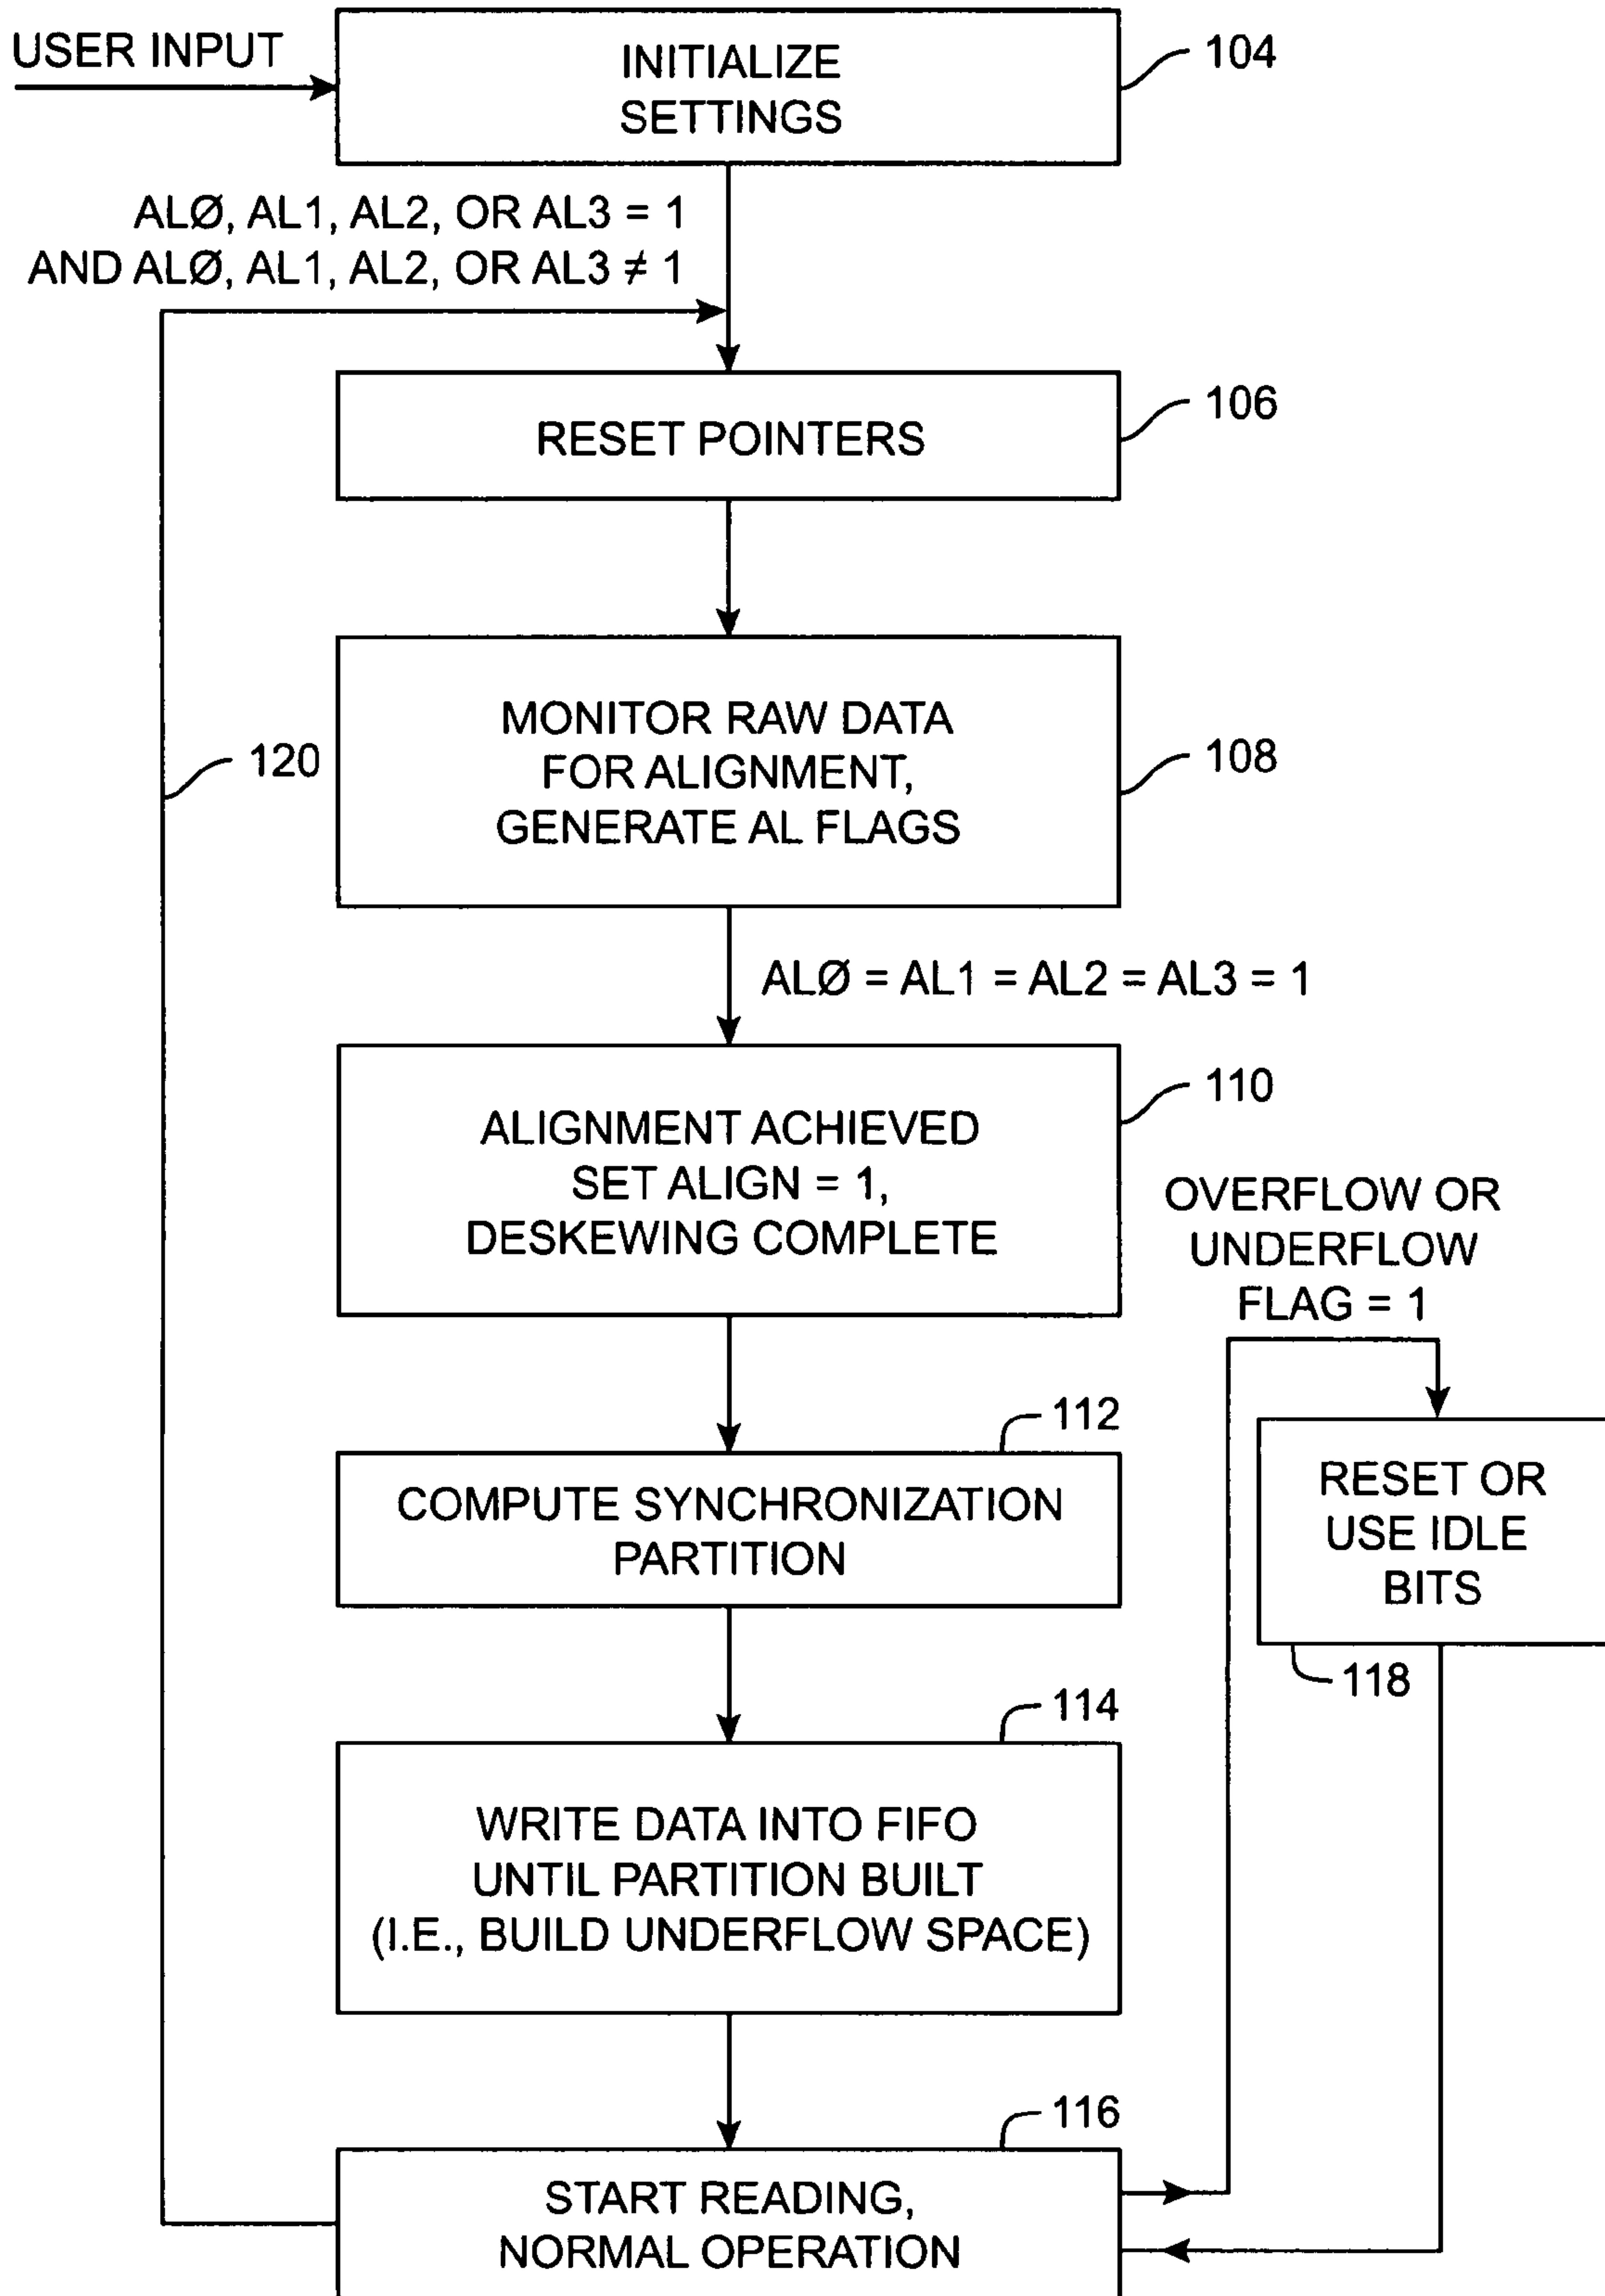 USER INPUT
INITIALIZE
SETTINGS
104
ALØ, AL1, AL2, OR AL3 = 1
AND ALØ, AL1, AL2, OR AL3 ≠ 1
RESET POINTERS
106
MONITOR RAW DATA
FOR ALIGNMENT,
GENERATE AL FLAGS
108
120
ALØ = AL1 = AL2 = AL3 = 1
ALIGNMENT ACHIEVED
SET ALIGN = 1,
DESKEWING COMPLETE
110
OVERFLOW OR
UNDERFLOW
FLAG = 1
112
COMPUTE SYNCHRONIZATION
PARTITION
RESET OR
USE IDLE
BITS
118
114
WRITE DATA INTO FIFO
UNTIL PARTITION BUILT
(I.E., BUILD UNDERFLOW SPACE)
116
START READING,
NORMAL OPERATION